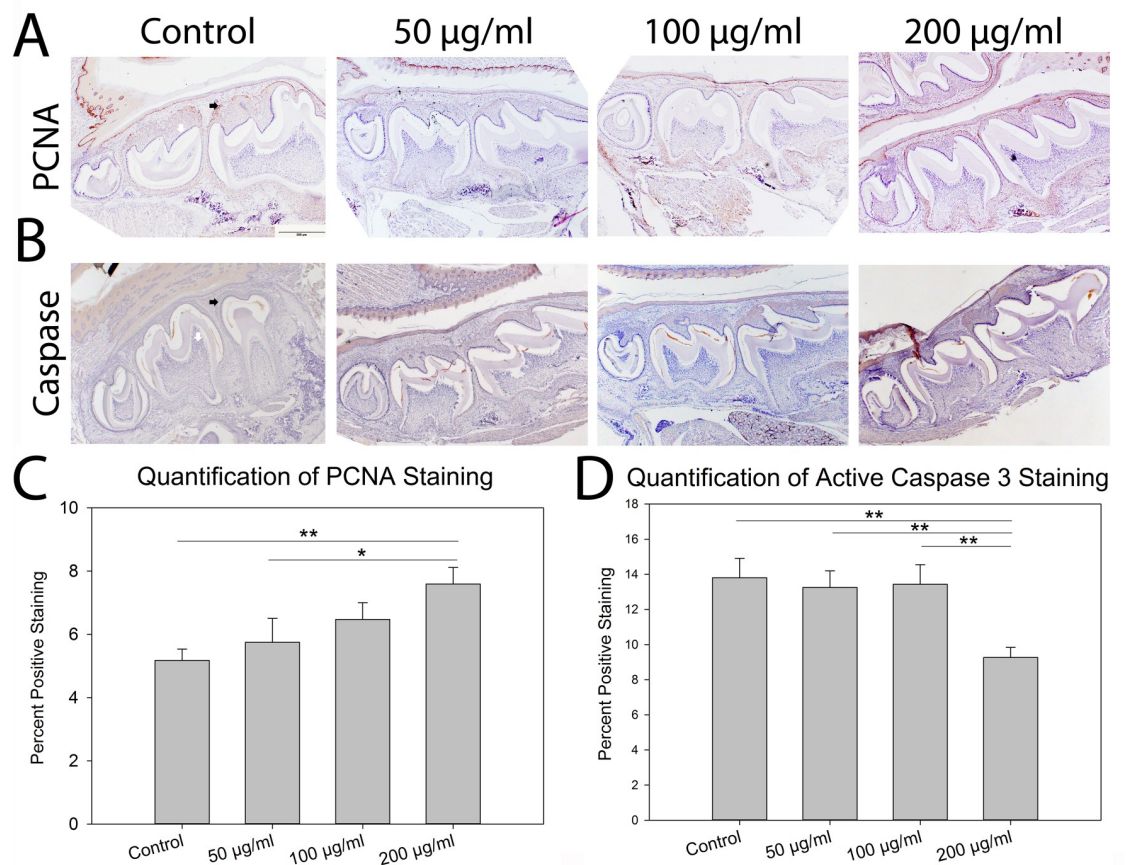 A
Control
50 µg/ml
100 µg/ml
200 µg/ml
PCNA
B
Caspase
C
Quantification of PCNA Staining
Percent Positive Staining
10
8
6
4
2
0
**
*
Control
50 µg/ml
100 µg/ml
200 µg/ml
D
Quantification of Active Caspase 3 Staining
Percent Positive Staining
18
16
14
12
10
8
6
4
2
0
**
**
**
Control
50 µg/ml
100 µg/ml
200 µg/ml